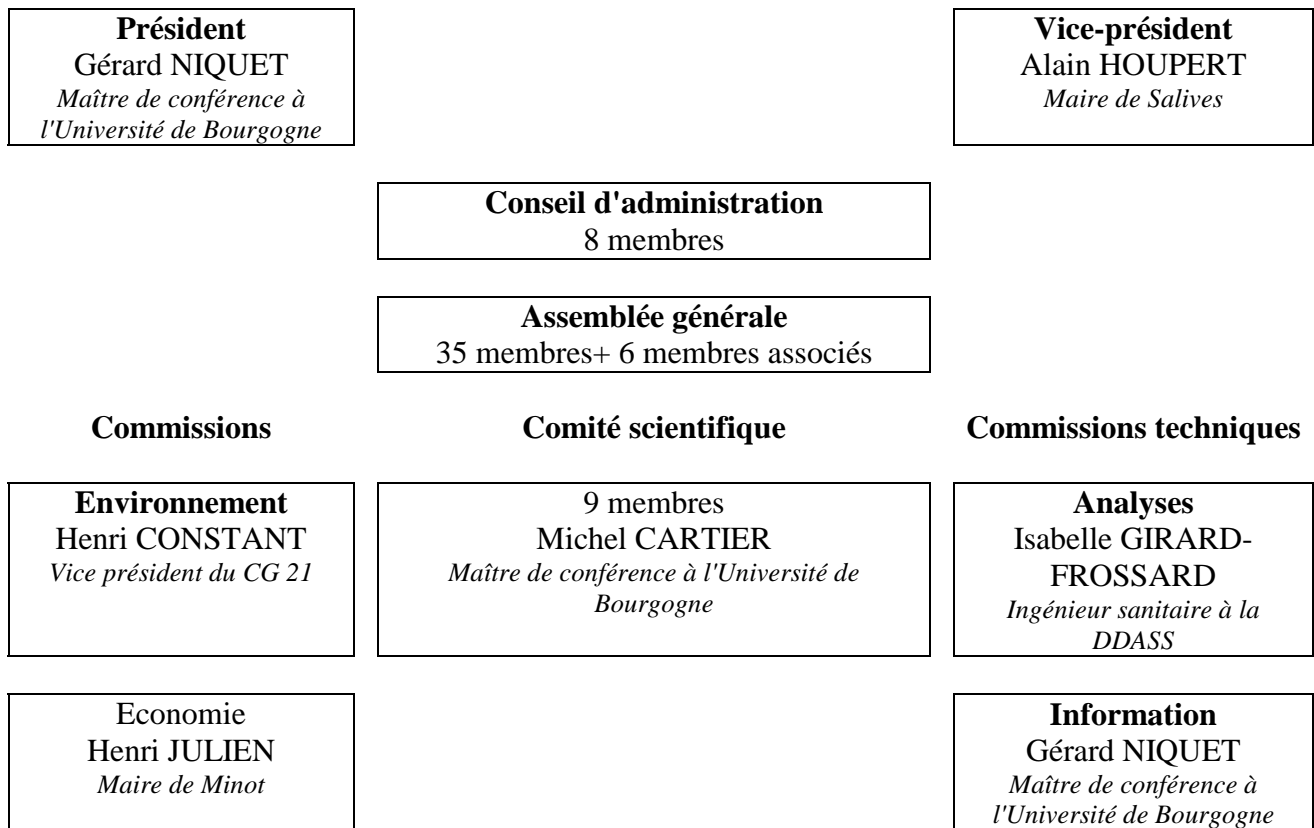 Président
Gérard NIQUET
Maître de conférence à
l'Université de Bourgogne
Vice-président
Alain HOUPERT
Maire de Salives
Conseil d'administration
8 membres
Assemblée générale
35 membres+ 6 membres associés
Commissions
Comité scientifique
Commissions techniques
Environnement
Henri CONSTANT
Vice président du CG 21
9 membres
Michel CARTIER
Maître de conférence à l'Université de
Bourgogne
Analyses
Isabelle GIRARD-
FROSSARD
Ingénieur sanitaire à la
DDASS
Economie
Henri JULIEN
Maire de Minot
Information
Gérard NIQUET
Maître de conférence à
l'Université de Bourgogne